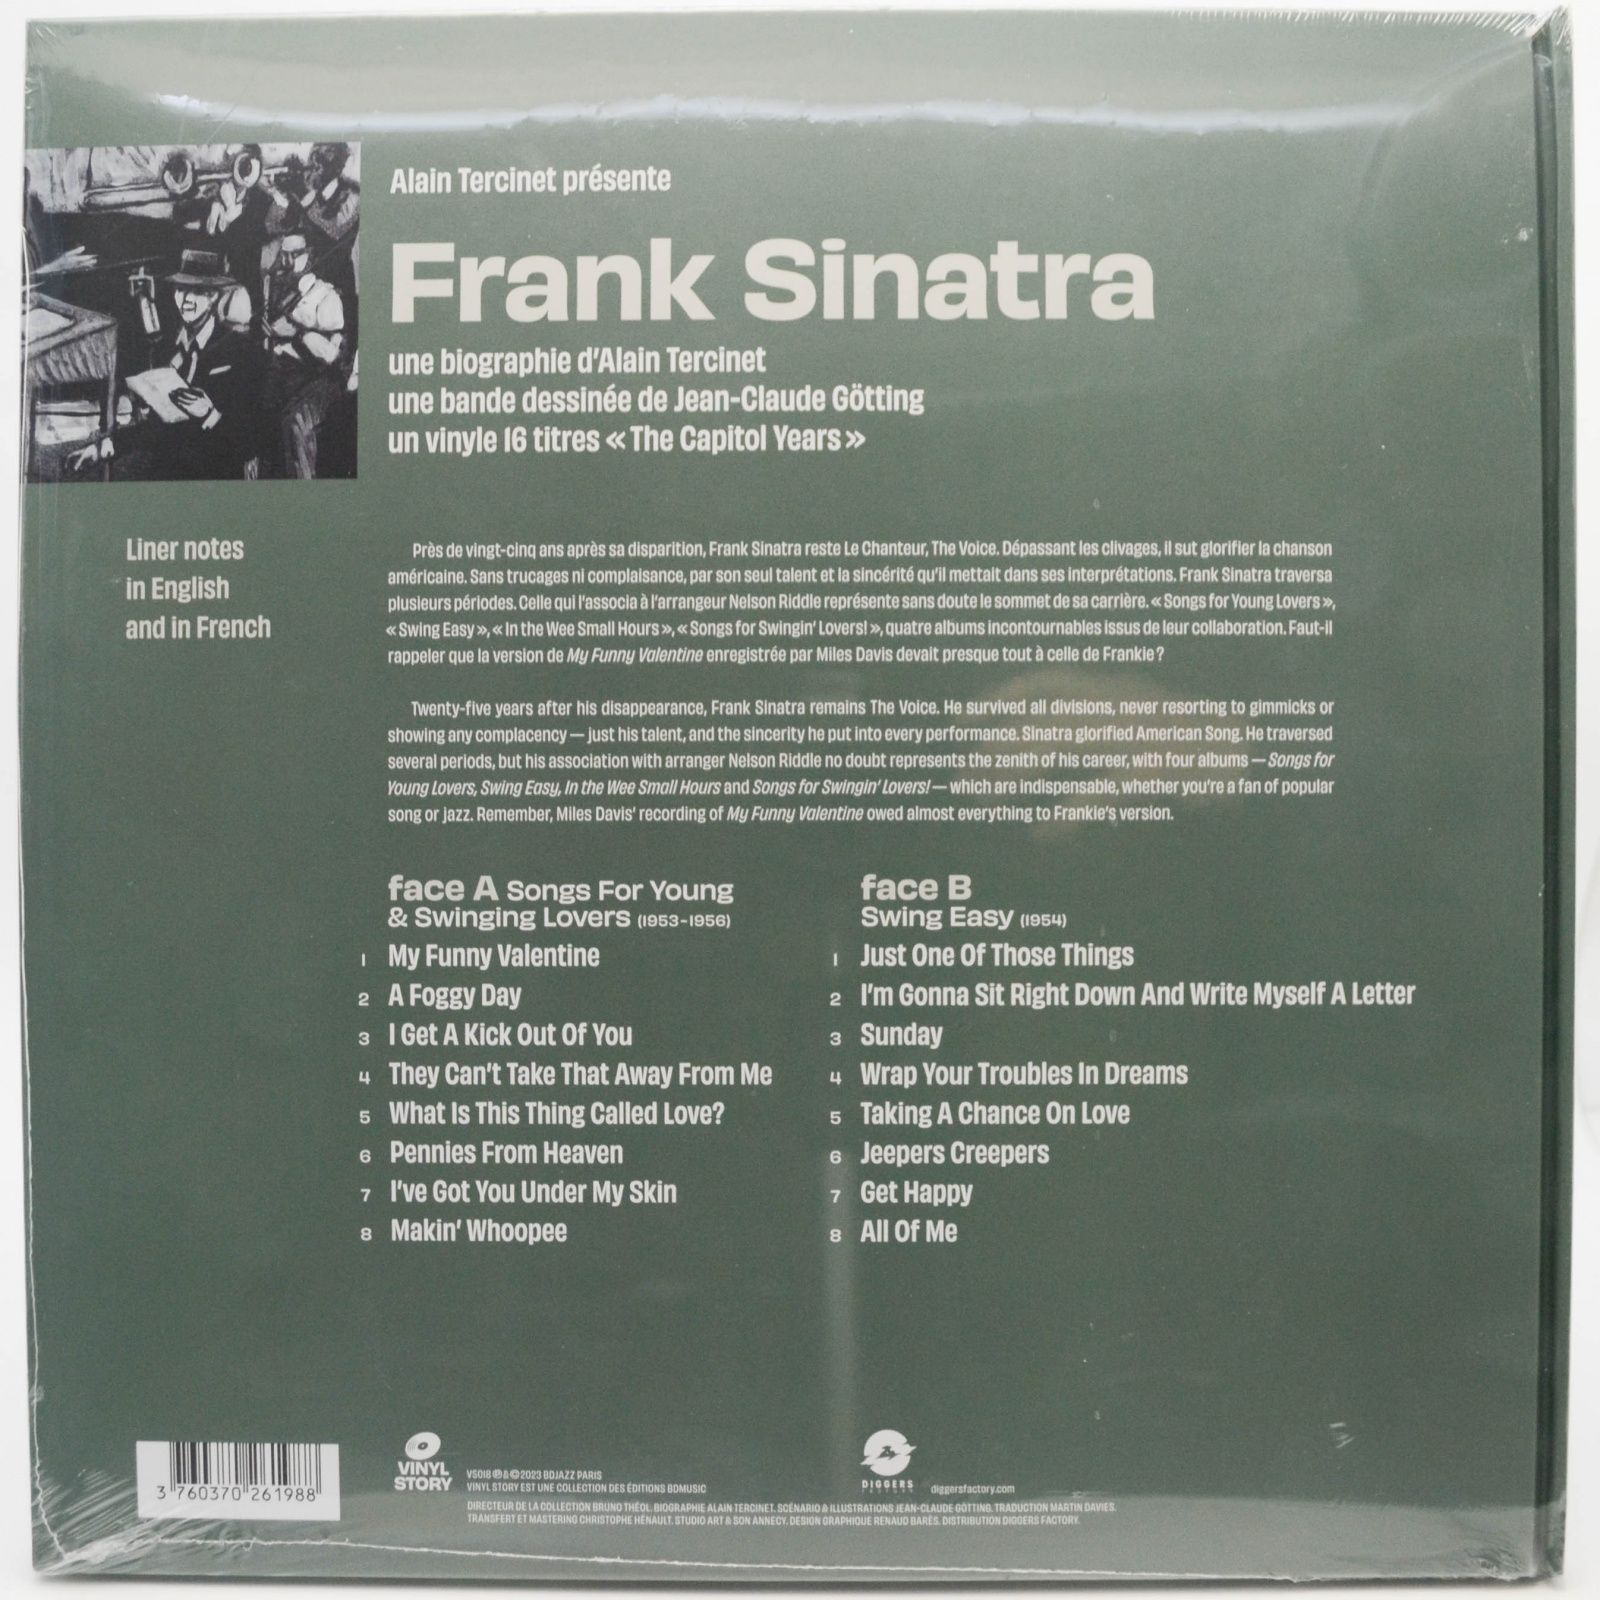 Alain Tercinet présente
Frank Sinatra
une biographie d'Alain Tercinet
une bande dessinée de Jean-Claude Götting
un vinyle 16 titres « The Capitol Years »
Liner notes
in English
and in French
Près de vingt-cinq ans après sa disparition, Frank Sinatra reste Le Chanteur, The Voice. Dépassant les clivages, il sut glorifier la chanson
américaine. Sans trucages ni complaisance, par son seul talent et la sincérité qu'il mettait dans ses interprétations. Frank Sinatra traversa
plusieurs périodes. Celle qui l'associa à l'arrangeur Nelson Riddle représente sans doute le sommet de sa carrière. « Songs for Young Lovers »,
« Swing Easy », « In the Wee Small Hours », « Songs for Swingin' Lovers! », quatre albums incontournables issus de leur collaboration. Faut-il
rappeler que la version de My Funny Valentine enregistrée par Miles Davis devait presque tout à celle de Frankie ?
Twenty-five years after his disappearance, Frank Sinatra remains The Voice. He survived all divisions, never resorting to gimmicks or
showing any complacency — just his talent, and the sincerity he put into every performance. Sinatra glorified American Song. He traversed
several periods, but his association with arranger Nelson Riddle no doubt represents the zenith of his career, with four albums — Songs for
Young Lovers, Swing Easy, In the Wee Small Hours and Songs for Swingin' Lovers! — which are indispensable, whether you're a fan of popular
song or jazz. Remember, Miles Davis' recording of My Funny Valentine owed almost everything to Frankie's version.
face A Songs For Young
& Swinging Lovers (1953-1956)
1 My Funny Valentine
2 A Foggy Day
3 I Get A Kick Out Of You
4 They Can't Take That Away From Me
5 What Is This Thing Called Love?
6 Pennies From Heaven
7 I've Got You Under My Skin
8 Makin' Whoopee
face B
Swing Easy (1954)
1 Just One Of Those Things
2 I'm Gonna Sit Right Down And Write Myself A Letter
3 Sunday
4 Wrap Your Troubles In Dreams
5 Taking A Chance On Love
6 Jeepers Creepers
7 Get Happy
8 All Of Me
3 760370 261988
VINYL
STORY
VS018 ℗ & © 2023 BDJAZZ PARIS
VINYL STORY EST UNE COLLECTION DES ÉDITIONS BDMUSIC
DIGGERS
FACTORY
diggersfactory.com
DIRECTEUR DE LA COLLECTION BRUNO THÉOL. BIOGRAPHIE ALAIN TERCINET. SCÉNARIO & ILLUSTRATIONS JEAN-CLAUDE GÖTTING. TRADUCTION MARTIN DAVIES.
TRANSFERT ET MASTERING CHRISTOPHE HÉNAULT. STUDIO ART & SON ANNECY. DESIGN GRAPHIQUE RENAUD BARÈS. DISTRIBUTION DIGGERS FACTORY.